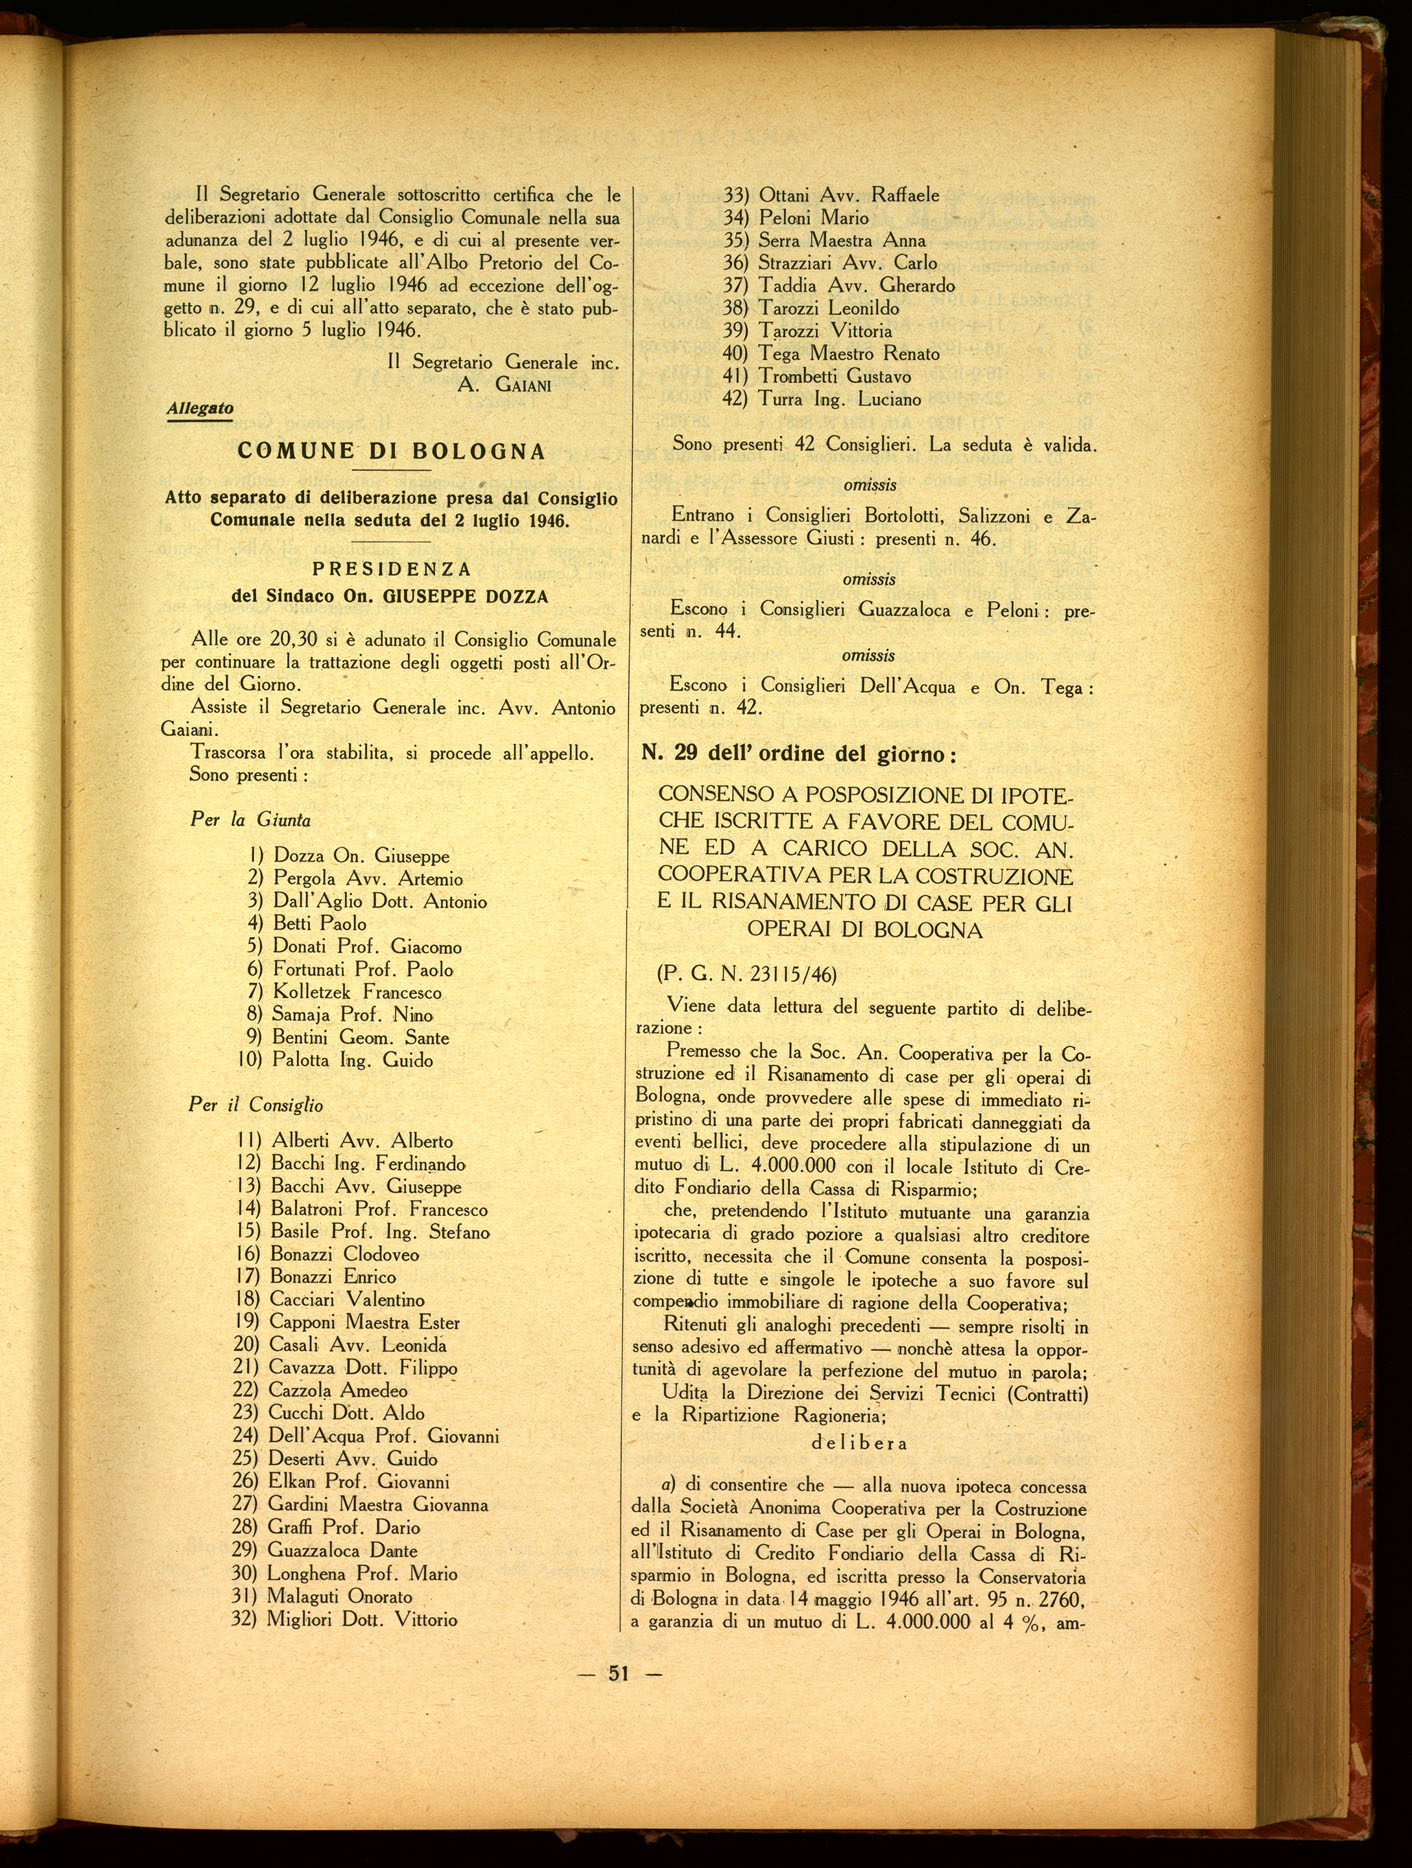 Il Segretario Generale sottoscritto certifica che le
deliberazioni adottate dal Consiglio Comunale nella sua
adunanza del 2 luglio 1946, e di cui al presente ver-
bale, sono state pubblicate all'Albo Pretorio del Co-
mune il giorno 12 luglio 1946 ad eccezione dell'og-
getto n. 29, e di cui all'atto separato, che è stato pub-
blicato il giorno 5 luglio 1946.
Il Segretario Generale inc.
A. GAIANI
Allegato
COMUNE DI BOLOGNA
Atto separato di deliberazione presa dal Consiglio
Comunale nella seduta del 2 luglio 1946.
PRESIDENZA
del Sindaco On. GIUSEPPE DOZZA
Alle ore 20,30 si è adunato il Consiglio Comunale
per continuare la trattazione degli oggetti posti all'Or-
dine del Giorno.
Assiste il Segretario Generale inc. Avv. Antonio
Gaiani.
Trascorsa l'ora stabilita, si procede all'appello.
Sono presenti :
Per la Giunta
1) Dozza On. Giuseppe
2) Pergola Avv. Artemio
3) Dall'Aglio Dott. Antonio
4) Betti Paolo
5) Donati Prof. Giacomo
6) Fortunati Prof. Paolo
7) Kolletzek Francesco
8) Samaja Prof. Nino
9) Bentini Geom. Sante
10) Palotta Ing. Guido
Per il Consiglio
11) Alberti Avv. Alberto
12) Bacchi Ing. Ferdinando
13) Bacchi Avv. Giuseppe
14) Balatroni Prof. Francesco
15) Basile Prof. Ing. Stefano
16) Bonazzi Clodoveo
17) Bonazzi Enrico
18) Cacciari Valentino
19) Capponi Maestra Ester
20) Casali Avv. Leonida
21) Cavazza Dott. Filippo
22) Cazzola Amedeo
23) Cucchi Dott. Aldo
24) Dell'Acqua Prof. Giovanni
25) Deserti Avv. Guido
26) Elkan Prof. Giovanni
27) Gardini Maestra Giovanna
28) Graffi Prof. Dario
29) Guazzaloca Dante
30) Longhena Prof. Mario
31) Malaguti Onorato
32) Migliori Dott. Vittorio
33) Ottani Avv. Raffaele
34) Peloni Mario
35) Serra Maestra Anna
36) Strazziari Avv. Carlo
37) Taddia Avv. Gherardo
38) Tarozzi Leonildo
39) Tarozzi Vittoria
40) Tega Maestro Renato
41) Trombetti Gustavo
42) Turra Ing. Luciano
Sono presenti 42 Consiglieri. La seduta è valida.
omissis
Entrano i Consiglieri Bortolotti, Salizzoni e Za-
nardi e l'Assessore Giusti : presenti n. 46.
omissis
Escono i Consiglieri Guazzaloca e Peloni : pre-
senti n. 44.
omissis
Escono i Consiglieri Dell'Acqua e On. Tega :
presenti n. 42.
N. 29 dell' ordine del giorno :
CONSENSO A POSPOSIZIONE DI IPOTE-
CHE ISCRITTE A FAVORE DEL COMU-
NE ED A CARICO DELLA SOC. AN.
COOPERATIVA PER LA COSTRUZIONE
E IL RISANAMENTO DI CASE PER GLI
OPERAI DI BOLOGNA
(P. G. N. 23115/46)
Viene data lettura del seguente partito di delibe-
razione :
Premesso che la Soc. An. Cooperativa per la Co-
struzione ed il Risanamento di case per gli operai di
Bologna, onde provvedere alle spese di immediato ri-
pristino di una parte dei propri fabricati danneggiati da
eventi bellici, deve procedere alla stipulazione di un
mutuo di L. 4.000.000 con il locale Istituto di Cre-
dito Fondiario della Cassa di Risparmio;
che, pretendendo l'Istituto mutuante una garanzia
ipotecaria di grado poziore a qualsiasi altro creditore
iscritto, necessita che il Comune consenta la posposi-
zione di tutte e singole le ipoteche a suo favore sul
compendio immobiliare di ragione della Cooperativa;
Ritenuti gli analoghi precedenti — sempre risolti in
senso adesivo ed affermativo — nonchè attesa la oppor-
tunità di agevolare la perfezione del mutuo in parola;
Udita la Direzione dei Servizi Tecnici (Contratti)
e la Ripartizione Ragioneria;
delibera
a) di consentire che — alla nuova ipoteca concessa
dalla Società Anonima Cooperativa per la Costruzione
ed il Risanamento di Case per gli Operai in Bologna,
all'Istituto di Credito Fondiario della Cassa di Ri-
sparmio in Bologna, ed iscritta presso la Conservatoria
di Bologna in data 14 maggio 1946 all'art. 95 n. 2760,
a garanzia di un mutuo di L. 4.000.000 al 4 %, am-
— 51 —